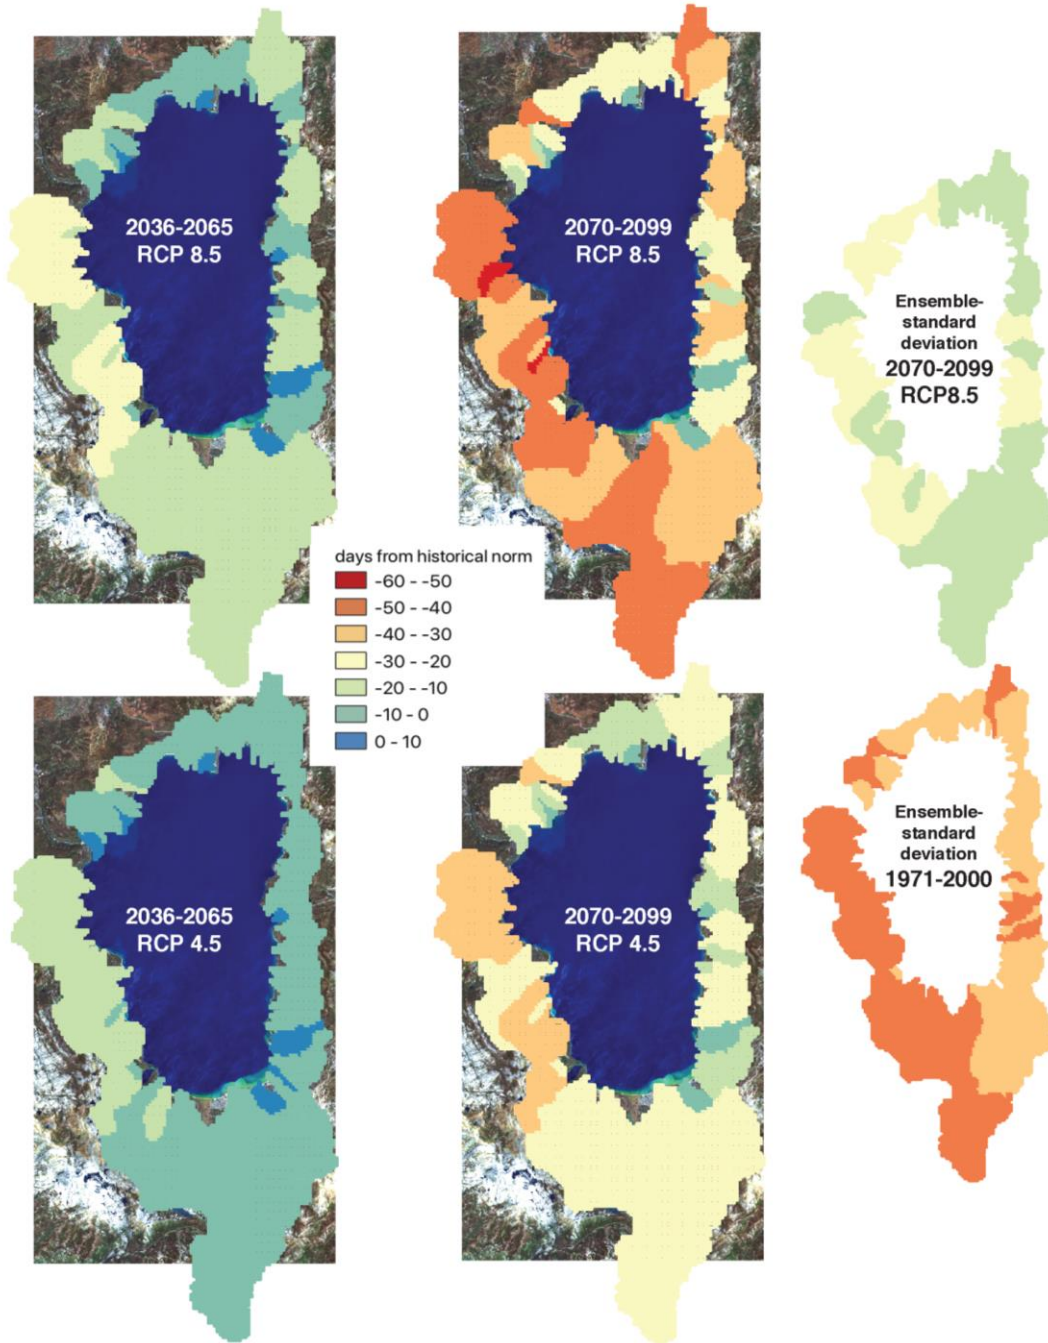 2036-2065
RCP 8.5
2070-2099
RCP 8.5
Ensemble-
standard
deviation
2070-2099
RCP8.5
days from historical norm
-60 - -50
-50 - -40
-40 - -30
-30 - -20
-20 - -10
-10 - 0
0 - 10
2036-2065
RCP 4.5
2070-2099
RCP 4.5
Ensemble-
standard
deviation
1971-2000